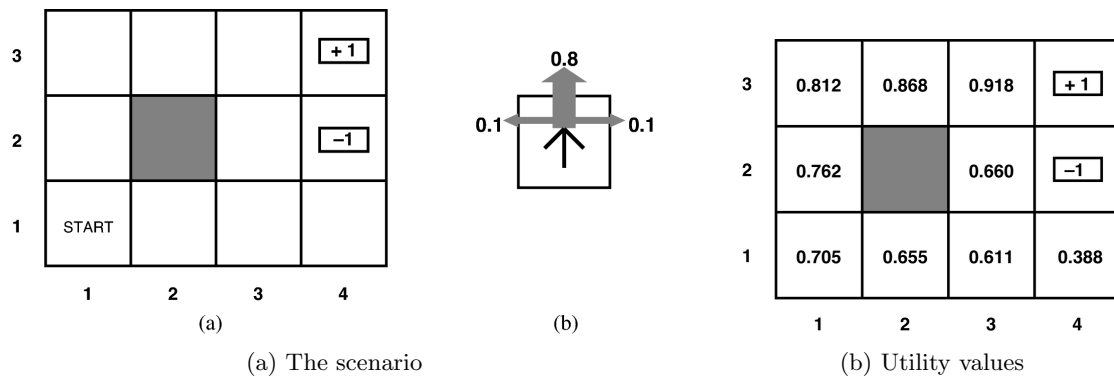 3
+ 1
2
−1
1
START
1 2 3 4
(a)
0.8
0.1
0.1
(b)
3
0.812 0.868 0.918 + 1
2
0.762 0.660 −1
1
0.705 0.655 0.611 0.388
1 2 3 4
(a) The scenario
(b) Utility values